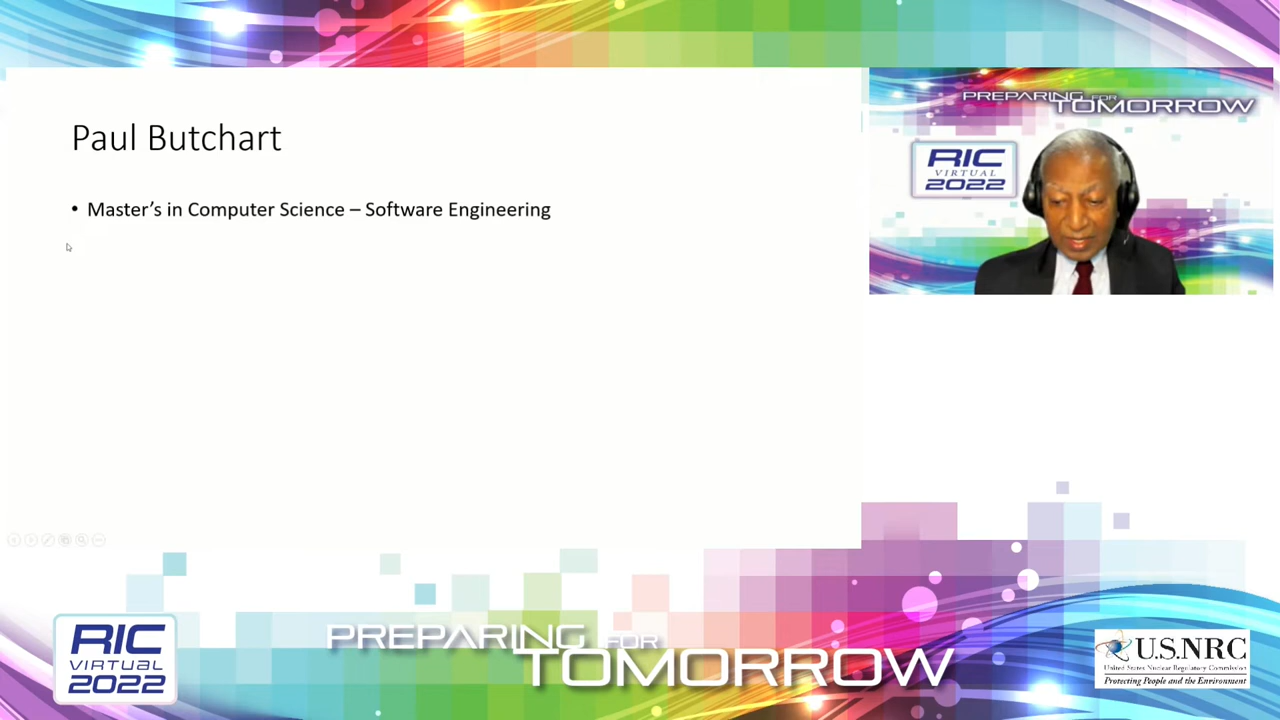 Paul Butchart
• Master's in Computer Science – Software Engineering
PREPARING FOR
TOMORROW
RIC
VIRTUAL
2022
RIC
VIRTUAL
2022
PREPARING FOR
TOMORROW
U.S.NRC
United States Nuclear Regulatory Commission
Protecting People and the Environment